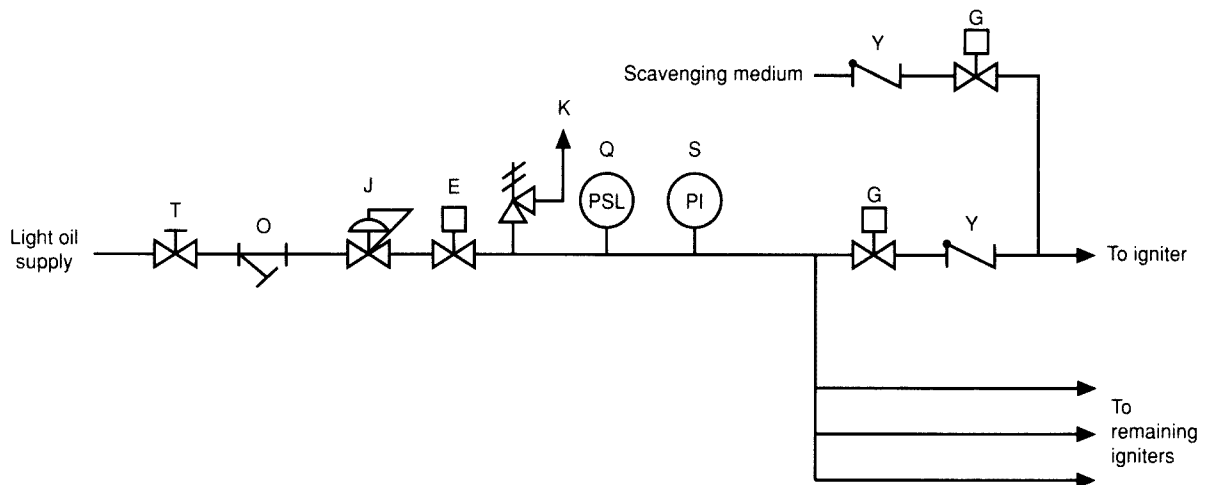 G
Y
Scavenging medium
K
Q
S
J
E
G
T
O
Y
PSL
PI
Light oil
supply
To igniter
To
remaining
igniters